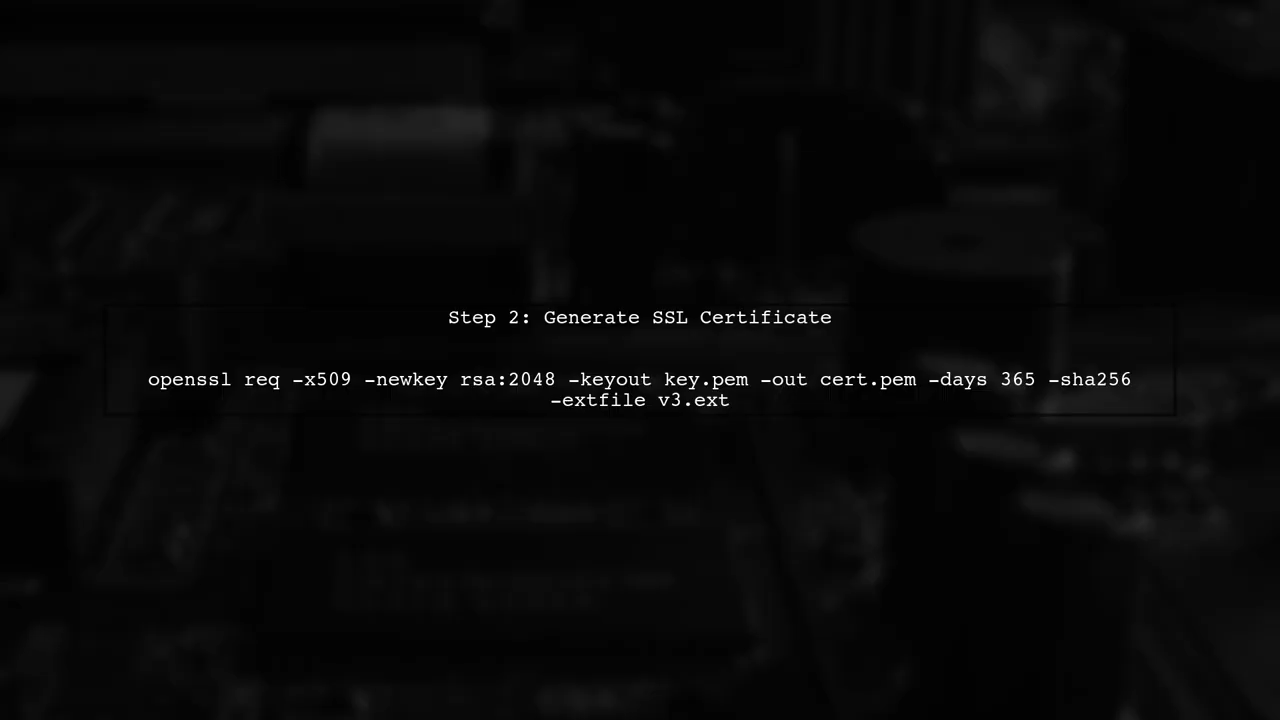 Step 2: Generate SSL Certificate
openssl req -x509 -newkey rsa:2048 -keyout key.pem -out cert.pem -days 365 -sha256
-extfile v3.ext